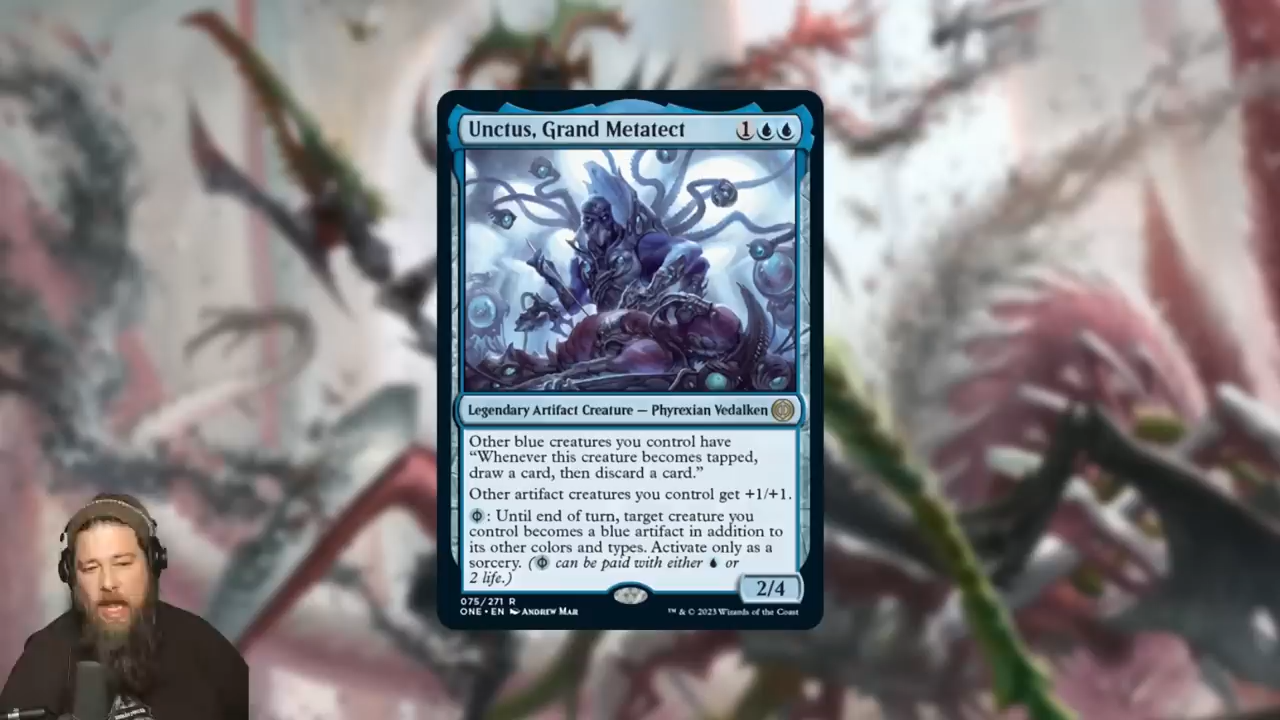 Unctus, Grand Metatect 1
Legendary Artifact Creature — Phyrexian Vedalken
Other blue creatures you control have
“Whenever this creature becomes tapped,
draw a card, then discard a card.”
Other artifact creatures you control get +1/+1.
: Until end of turn, target creature you
control becomes a blue artifact in addition to
its other colors and types. Activate only as a
sorcery. ( can be paid with either or
2 life.)
2/4
075/271 R
ONE • EN Andrew Mar
™ & © 2023 Wizards of the Coast